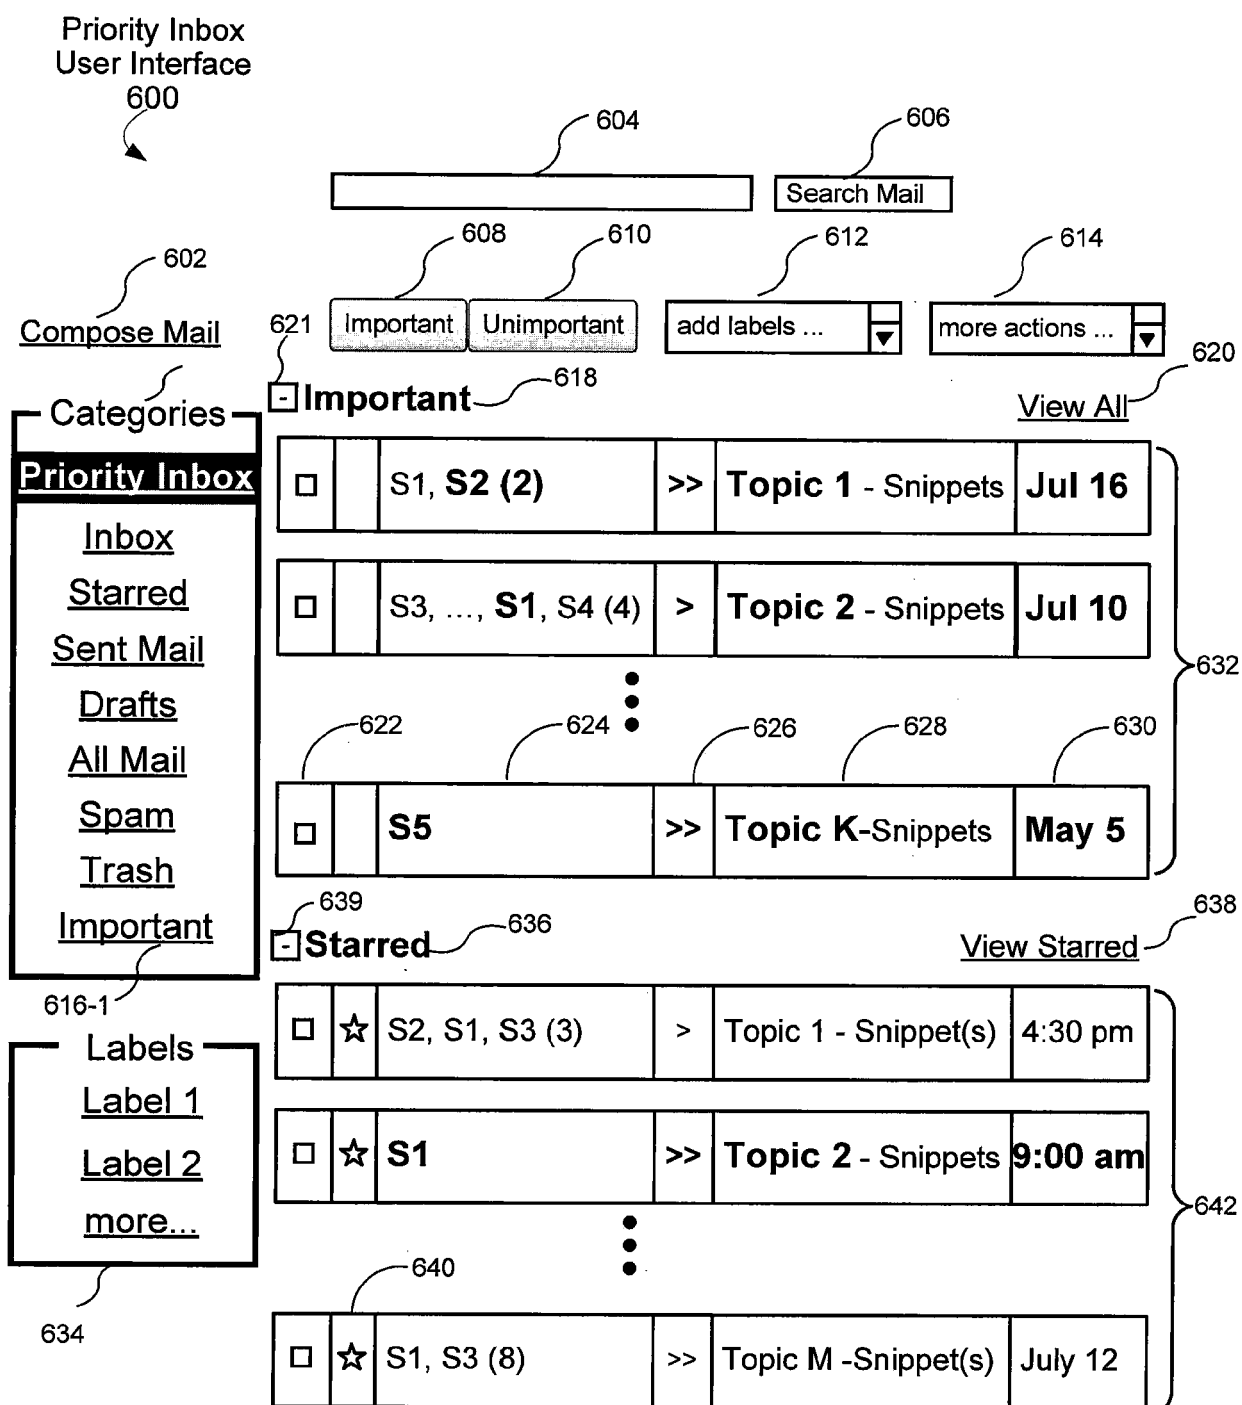 Priority Inbox
User Interface
600
604
606
Search Mail
608
610
612
614
602
Compose Mail
621
Important
Unimportant
add labels ...
more actions ...
620
- Important
618
View All
Categories
Priority Inbox
Inbox
Starred
Sent Mail
Drafts
All Mail
Spam
Trash
Important
616-1
S1, S2 (2) >> Topic 1 - Snippets Jul 16
S3, ..., S1, S4 (4) > Topic 2 - Snippets Jul 10
632
622
624
626
628
630
S5 >> Topic K-Snippets May 5
639
- Starred
636
638
View Starred
S2, S1, S3 (3) > Topic 1 - Snippet(s) 4:30 pm
S1 >> Topic 2 - Snippets 9:00 am
642
640
S1, S3 (8) >> Topic M -Snippet(s) July 12
Labels
Label 1
Label 2
more...
634